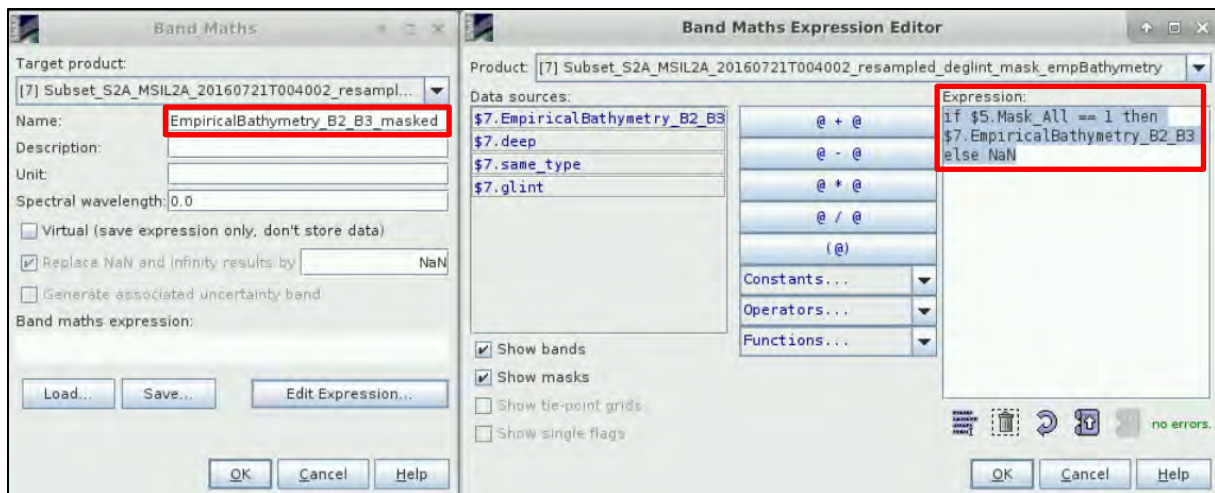 Band Maths
Target product:
[7] Subset_S2A_MSIL2A_20160721T004002_resampl...
Name: EmpiricalBathymetry_B2_B3_masked
Description:
Unit:
Spectral wavelength: 0.0
Virtual (save expression only, don't store data)
Replace NaN and infinity results by NaN
Generate associated uncertainty band
Band maths expression:
Load... Save... Edit Expression...
OK Cancel Help
Band Maths Expression Editor
Product: [7] Subset_S2A_MSIL2A_20160721T004002_resampled_deglint_mask_empBathymetry
Data sources:
$7.EmpiricalBathymetry_B2_B3
$7.deep
$7.same_type
$7.glint
Show bands
Show masks
Show tie-point grids
Show single flags
@ + @
@ - @
@ * @
@ / @
(@)
Constants...
Operators...
Functions...
Expression:
if $5.Mask_All == 1 then
$7.EmpiricalBathymetry_B2_B3
else NaN
no errors.
OK Cancel Help